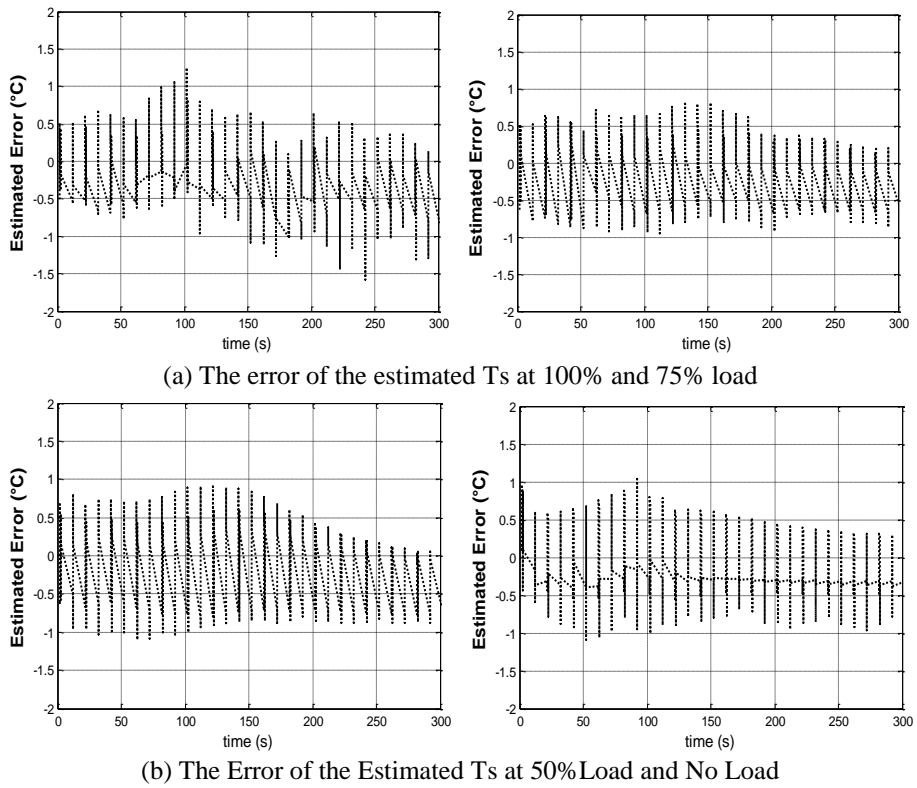 2
1.5
1
0.5
0
-0.5
-1
-1.5
-2
Estimated Error (°C)
0 50 100 150 200 250 300
time (s)
2
1.5
1
0.5
0
-0.5
-1
-1.5
-2
Estimated Error (°C)
0 50 100 150 200 250 300
time (s)
(a) The error of the estimated Ts at 100% and 75% load
2
1.5
1
0.5
0
-0.5
-1
-1.5
-2
Estimated Error (°C)
0 50 100 150 200 250 300
time (s)
2
1.5
1
0.5
0
-0.5
-1
-1.5
-2
Estimated Error (°C)
0 50 100 150 200 250 300
time (s)
(b) The Error of the Estimated Ts at 50%Load and No Load